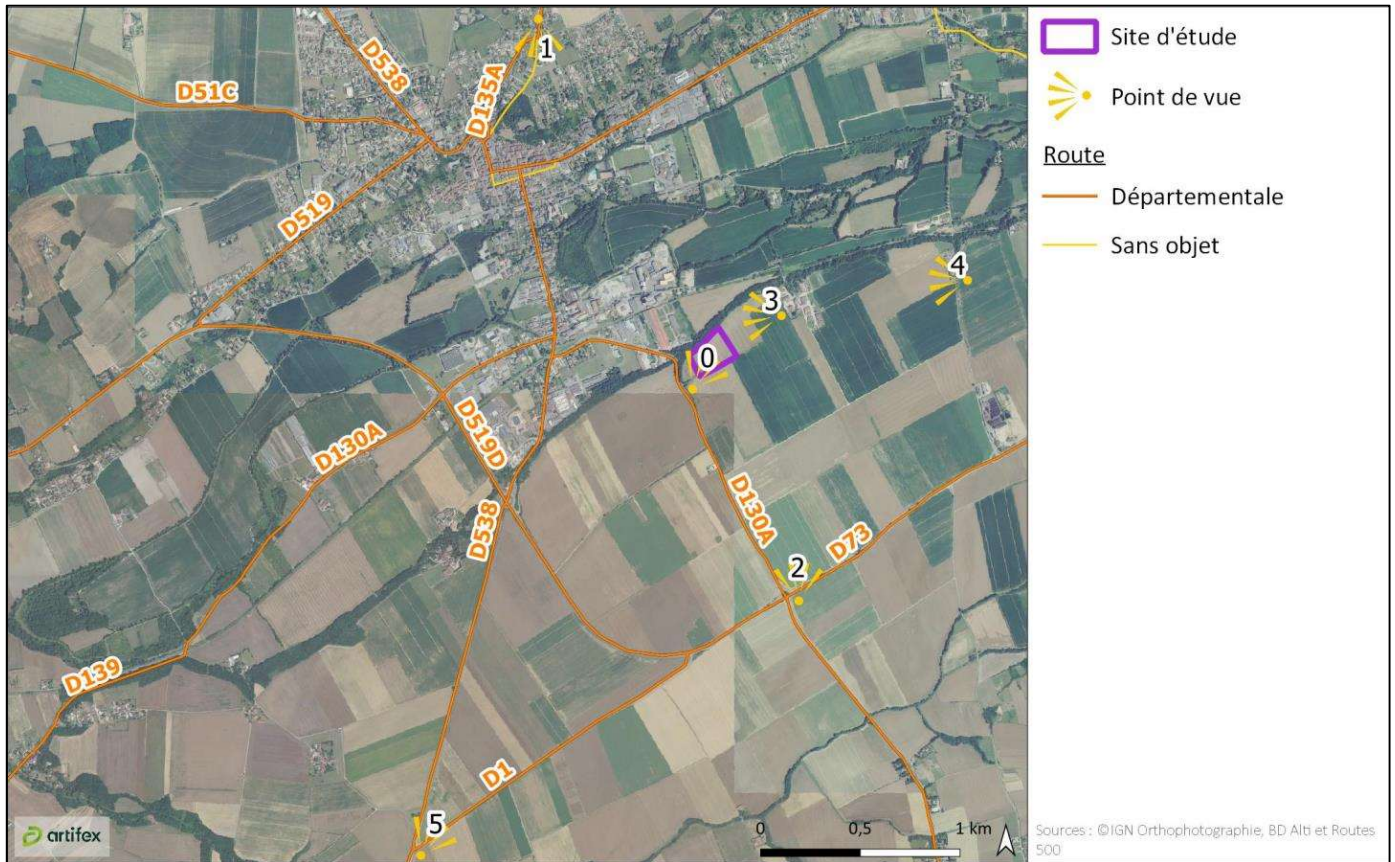 1
D538
D51C
D135A
D519
4
3
0
D130A
D519D
D130A
D73
D538
2
D139
D1
5
artifex
0 0,5 1 km
Site d'étude
Point de vue
Route
Départementale
Sans objet
Sources : ©IGN Orthophotographie, BD Alti et Routes
500